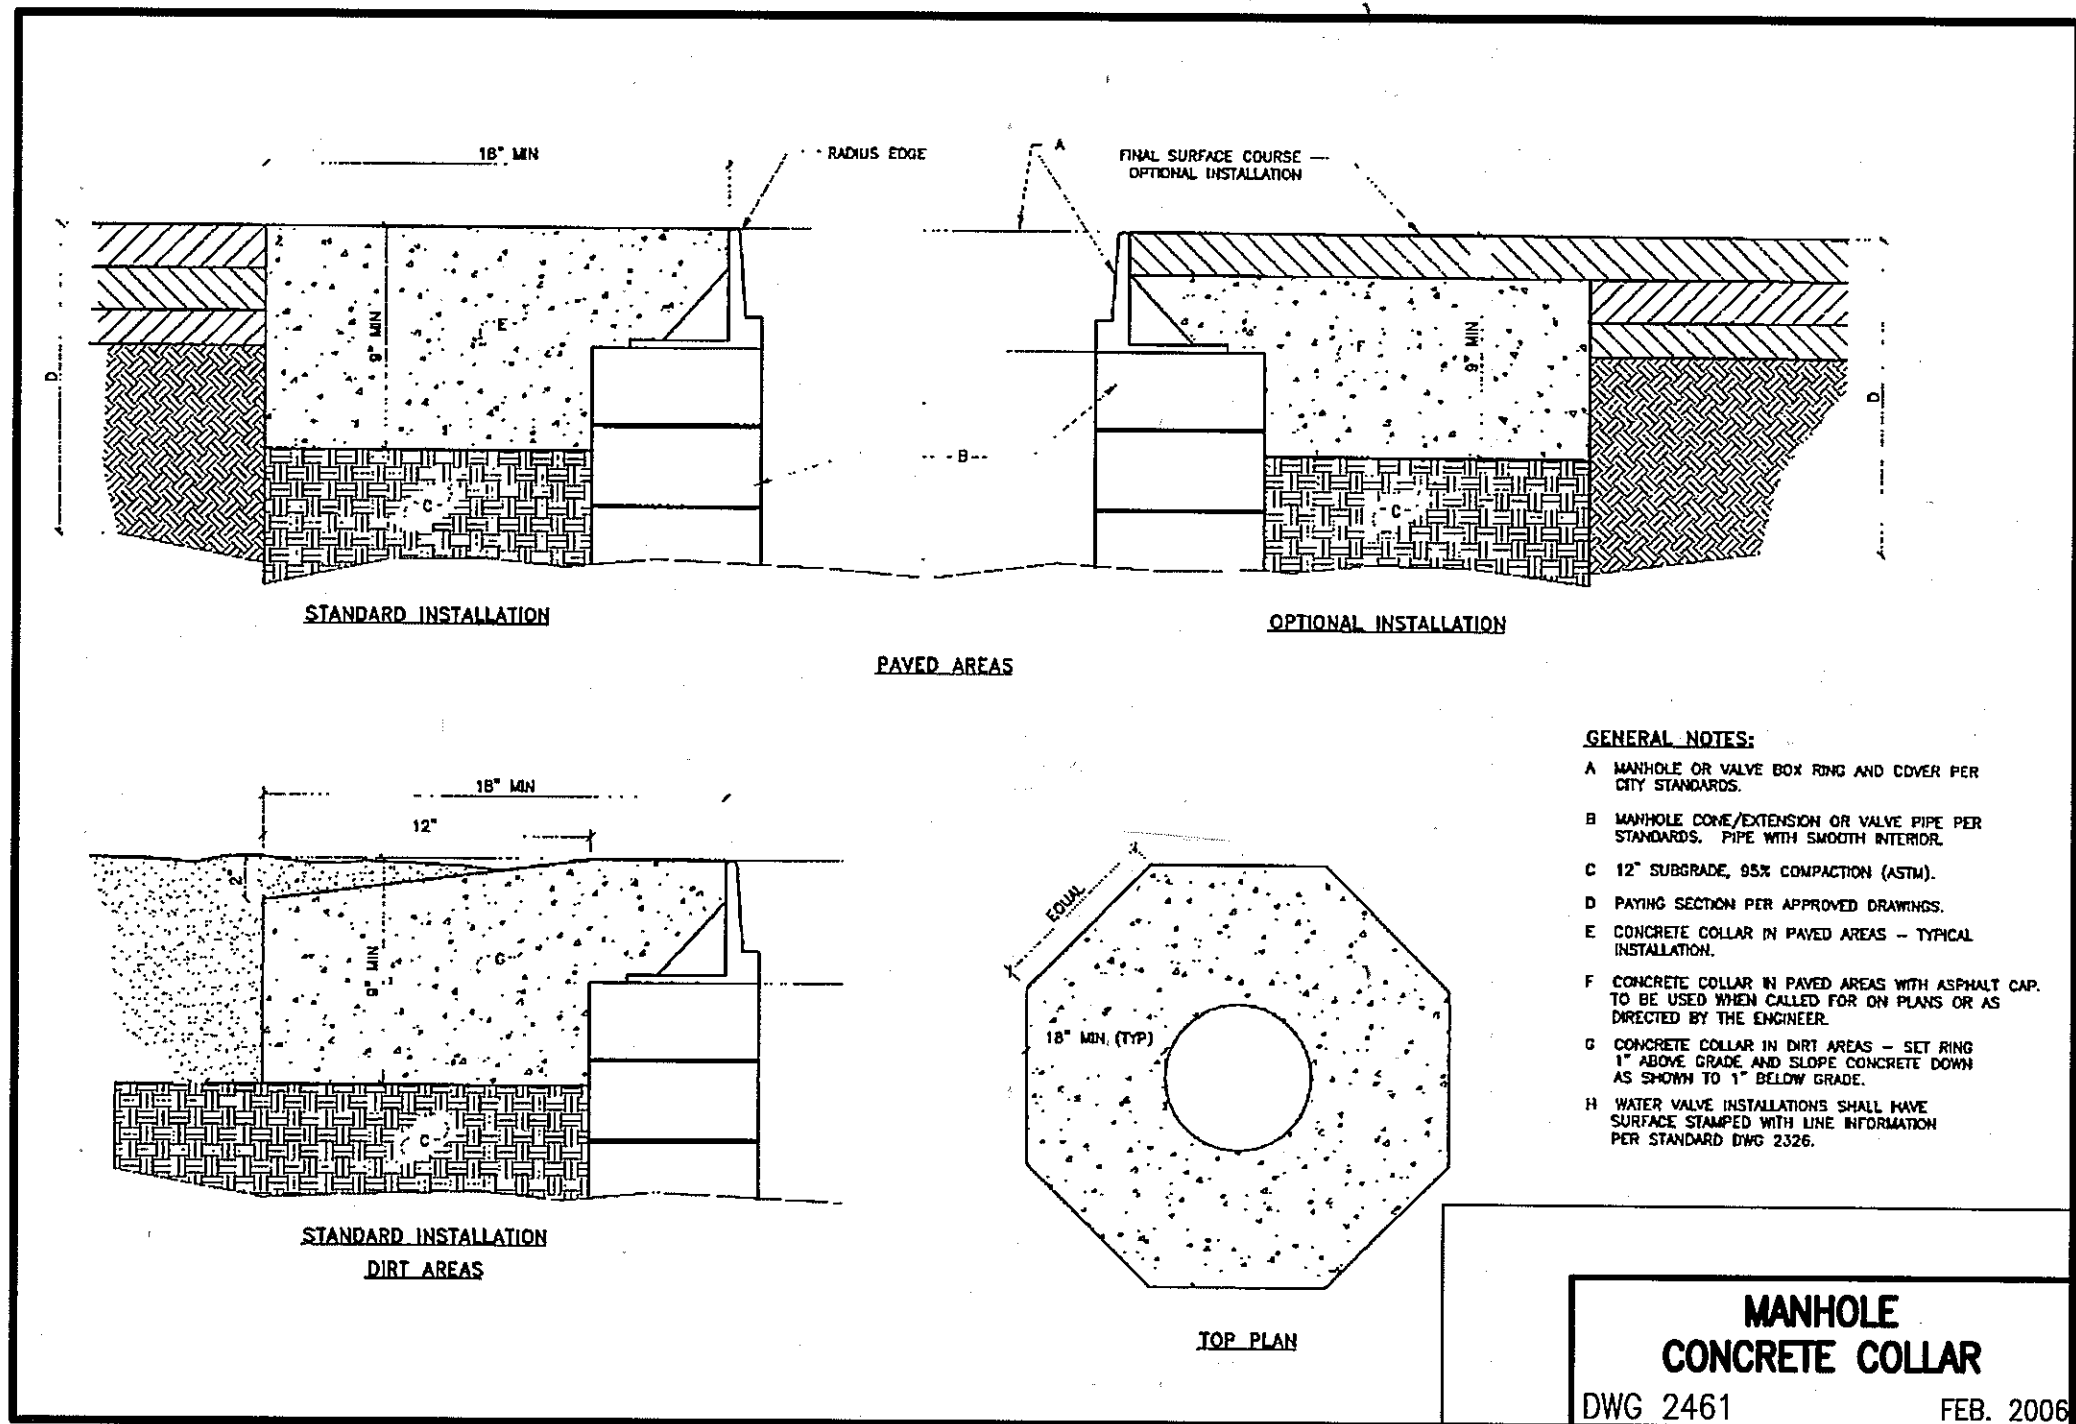 18" MIN
RADIUS EDGE
A
FINAL SURFACE COURSE
OPTIONAL INSTALLATION
D
9" MIN
E
F
9" MIN
D
B
C
C
STANDARD INSTALLATION
OPTIONAL INSTALLATION
PAVED AREAS
18" MIN
12"
2"
9" MIN
G
C
STANDARD INSTALLATION
DIRT AREAS
EQUAL
18" MIN. (TYP)
TOP PLAN
GENERAL NOTES:
A MANHOLE OR VALVE BOX RING AND COVER PER
CITY STANDARDS.
B MANHOLE CONE/EXTENSION OR VALVE PIPE PER
STANDARDS. PIPE WITH SMOOTH INTERIOR.
C 12" SUBGRADE, 95% COMPACTION (ASTM).
D PAVING SECTION PER APPROVED DRAWINGS.
E CONCRETE COLLAR IN PAVED AREAS – TYPICAL
INSTALLATION.
F CONCRETE COLLAR IN PAVED AREAS WITH ASPHALT CAP.
TO BE USED WHEN CALLED FOR ON PLANS OR AS
DIRECTED BY THE ENGINEER.
G CONCRETE COLLAR IN DIRT AREAS – SET RING
1" ABOVE GRADE AND SLOPE CONCRETE DOWN
AS SHOWN TO 1" BELOW GRADE.
H WATER VALVE INSTALLATIONS SHALL HAVE
SURFACE STAMPED WITH LINE INFORMATION
PER STANDARD DWG 2326.
MANHOLE
CONCRETE COLLAR
DWG 2461 FEB. 2006